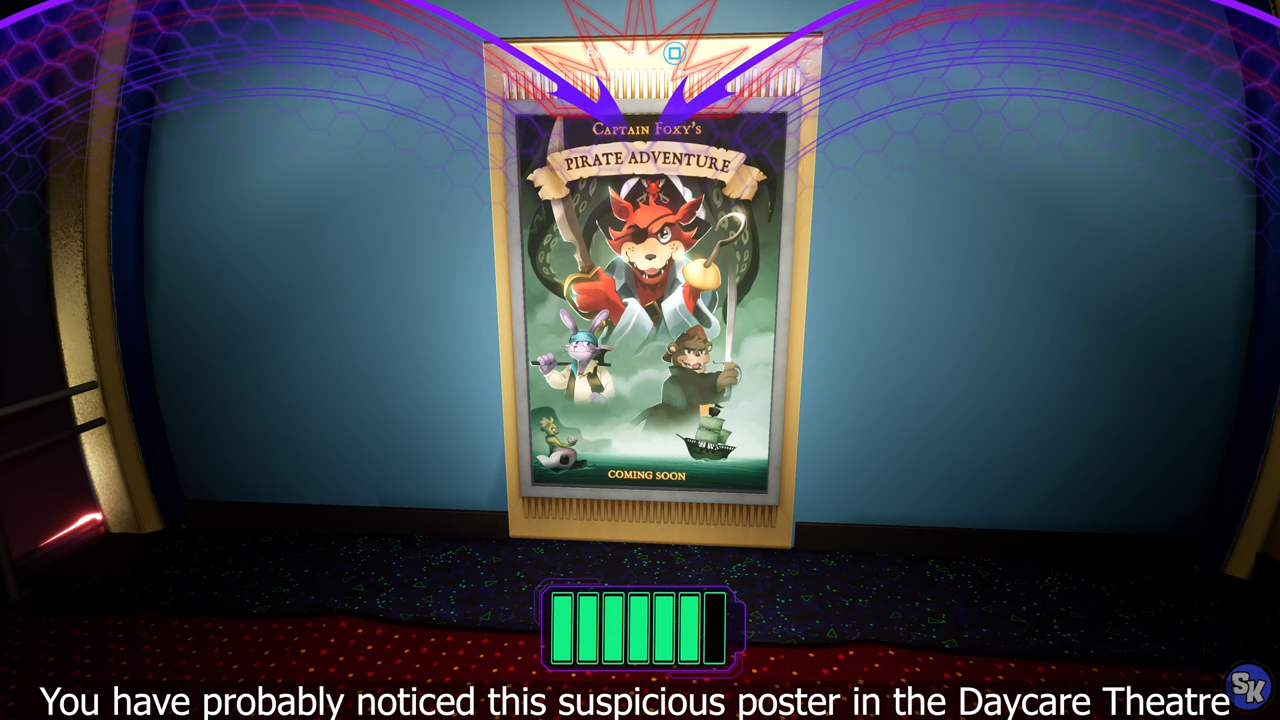 CAPTAIN FOXY'S
PIRATE ADVENTURE
COMING SOON
You have probably noticed this suspicious poster in the Daycare Theatre
SK